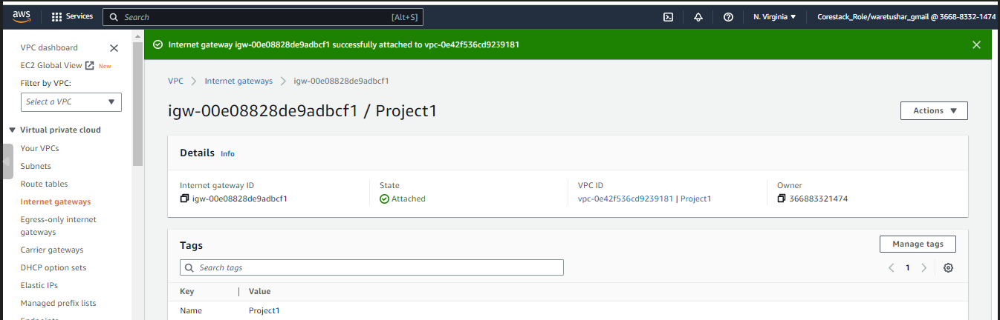 aws Services Search [Alt+S] N. Virginia Corestack_Role/waretushar_gmail @ 3668-8332-1474
Internet gateway igw-00e08828de9adbcf1 successfully attached to vpc-0e42f536cd9239181
VPC dashboard
EC2 Global View New
Filter by VPC:
Select a VPC
Virtual private cloud
Your VPCs
Subnets
Route tables
Internet gateways
Egress-only internet
gateways
Carrier gateways
DHCP option sets
Elastic IPs
Managed prefix lists
Endpoints
VPC Internet gateways igw-00e08828de9adbcf1
igw-00e08828de9adbcf1 / Project1
Actions
Details Info
Internet gateway ID
igw-00e08828de9adbcf1
State
Attached
VPC ID
vpc-0e42f536cd9239181 | Project1
Owner
366883321474
Tags
Manage tags
Search tags
1
Key Value
Name Project1